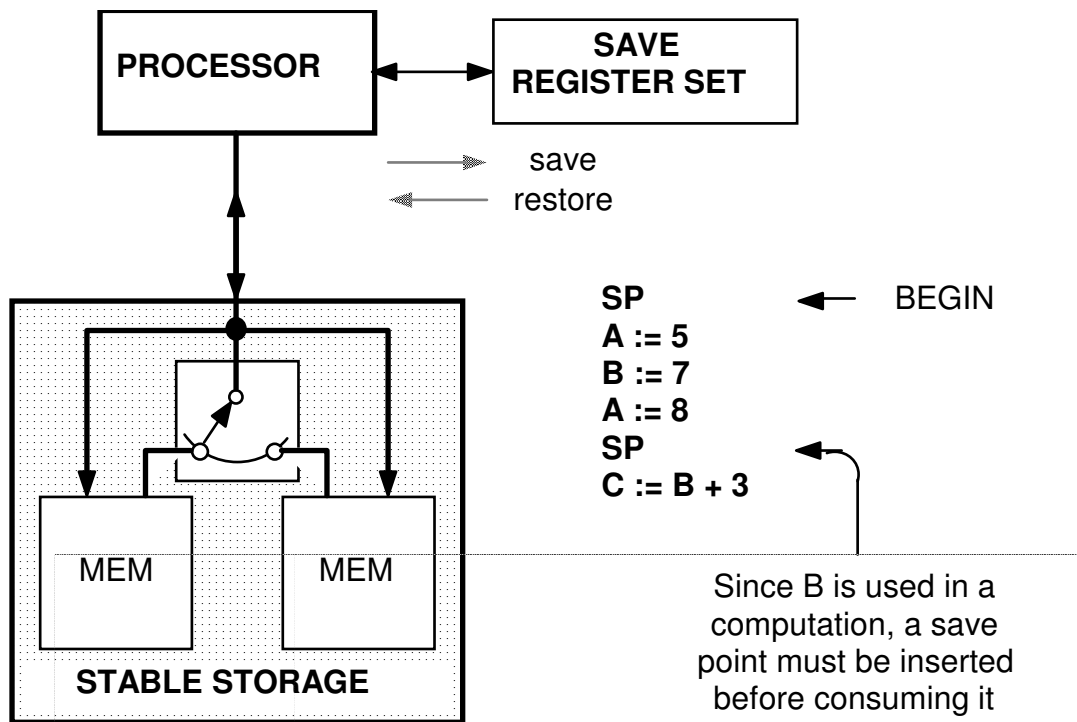 PROCESSOR
SAVE
REGISTER SET
save
restore
SP
BEGIN
A := 5
B := 7
A := 8
SP
C := B + 3
MEM
MEM
STABLE STORAGE
Since B is used in a
computation, a save
point must be inserted
before consuming it